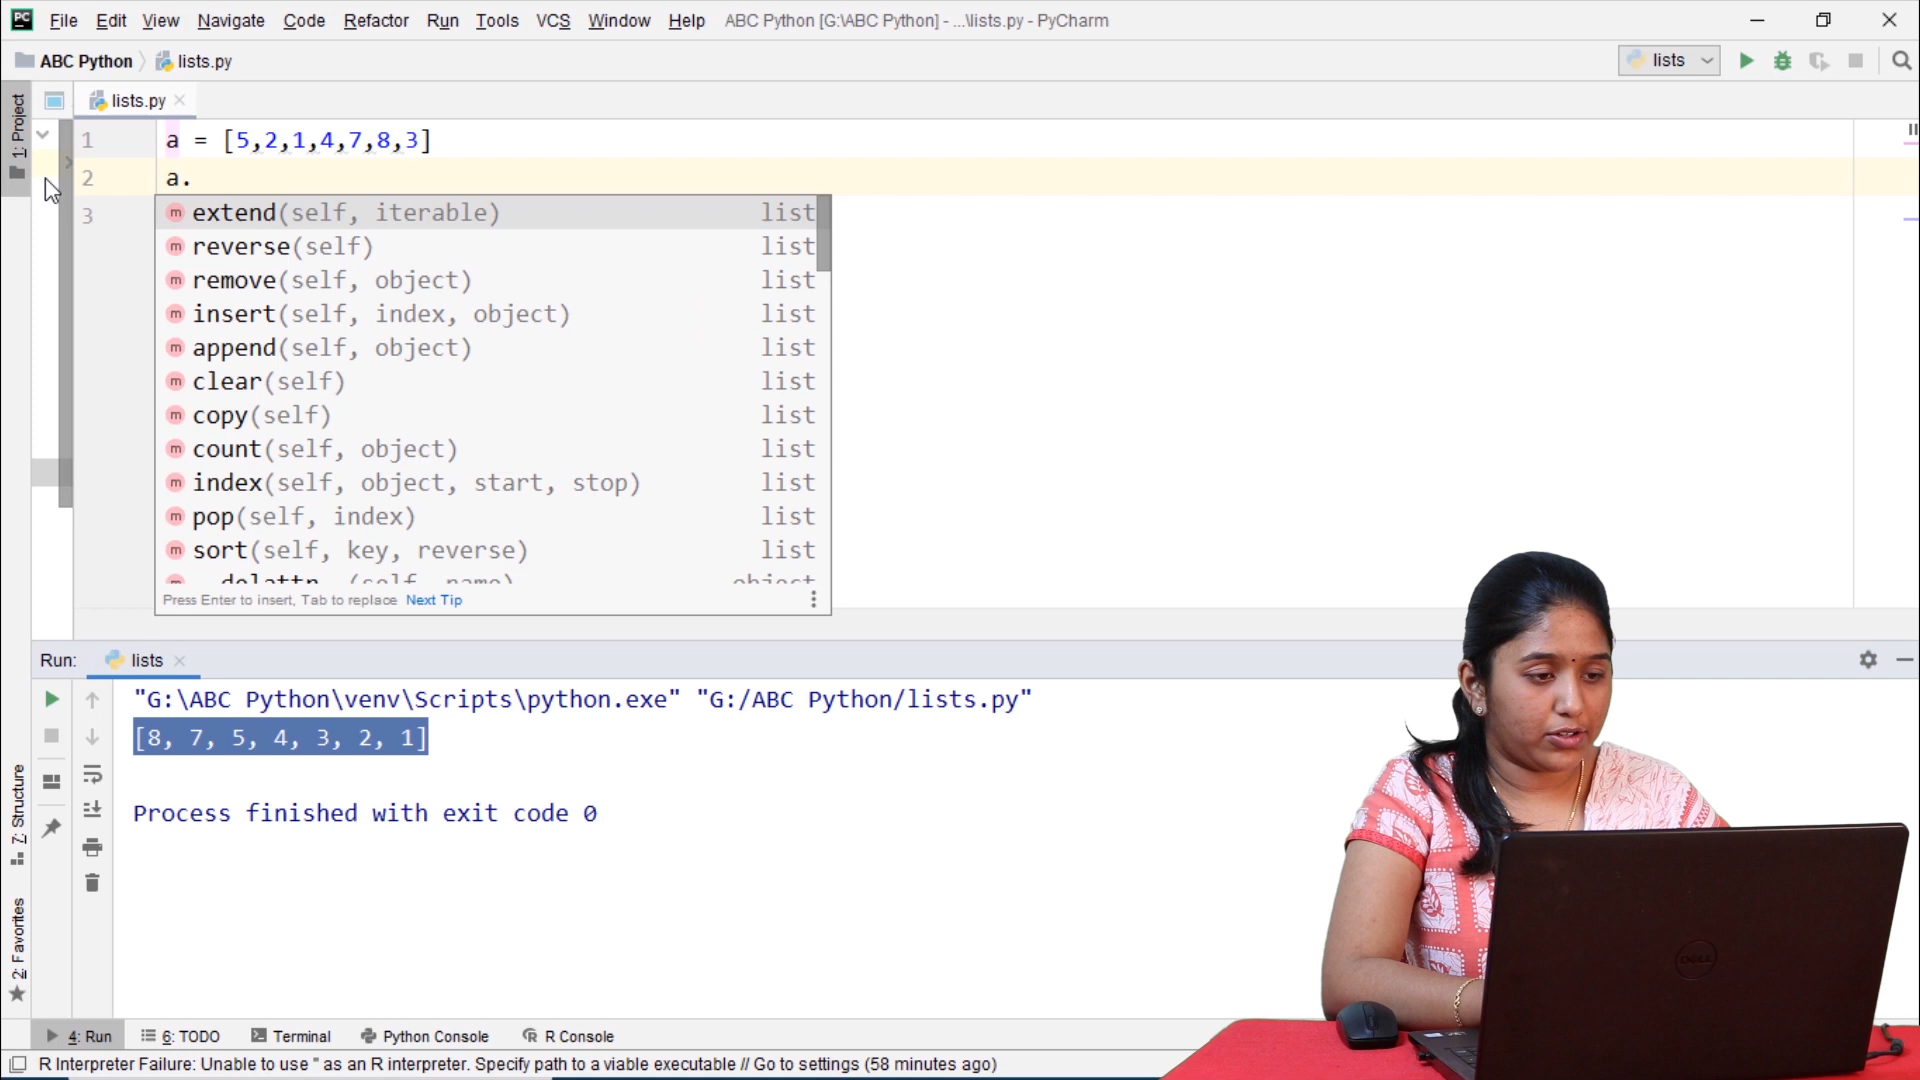 PC File Edit View Navigate Code Refactor Run Tools VCS Window Help ABC Python [G:\ABC Python] - ...\lists.py - PyCharm
ABC Python lists.py lists
1: Project
lists.py
1 a = [5,2,1,4,7,8,3]
2 a.
3
m extend(self, iterable) list
m reverse(self) list
m remove(self, object) list
m insert(self, index, object) list
m append(self, object) list
m clear(self) list
m copy(self) list
m count(self, object) list
m index(self, object, start, stop) list
m pop(self, index) list
m sort(self, key, reverse) list
m __delattr__(self, name) object
Press Enter to insert, Tab to replace Next Tip
Run: lists
"G:\ABC Python\venv\Scripts\python.exe" "G:/ABC Python/lists.py"
[8, 7, 5, 4, 3, 2, 1]
Process finished with exit code 0
7: Structure
2: Favorites
DELL
4: Run 6: TODO Terminal Python Console R Console
R Interpreter Failure: Unable to use '' as an R interpreter. Specify path to a viable executable // Go to settings (58 minutes ago)